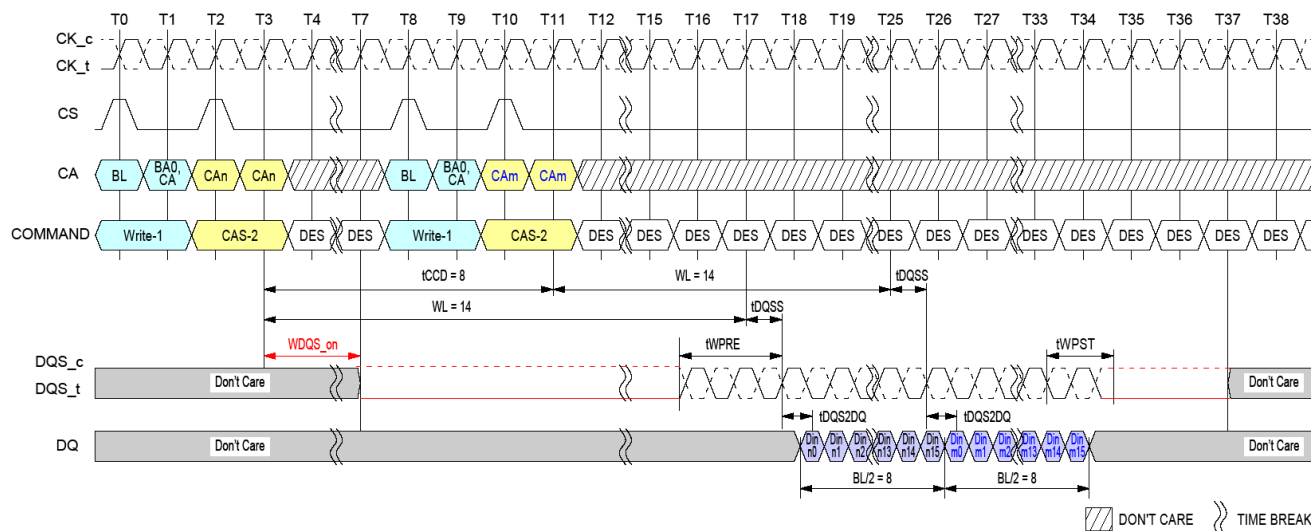 T0 T1 T2 T3 T4 T7 T8 T9 T10 T11 T12 T15 T16 T17 T18 T19 T25 T26 T27 T33 T34 T35 T36 T37 T38
CK_c
CK_t
CS
CA BL BA0, CA CAn CAn BL BA0, CA CAm CAm
COMMAND Write-1 CAS-2 DES DES Write-1 CAS-2 DES DES DES DES DES DES DES DES DES DES DES DES DES DES DES
tCCD = 8 WL = 14 tDQSS
WL = 14 tDQSS
WDQS_on tWPRE tWPST
DQS_c
DQS_t Don't Care Don't Care
tDQS2DQ tDQS2DQ
DQ Don't Care Din n0 Din n1 Din n2 Din n13 Din n14 Din n15 Din m0 Din m1 Din m2 Din m13 Din m14 Din m15 Don't Care
BL/2 = 8 BL/2 = 8
DON'T CARE TIME BREAK